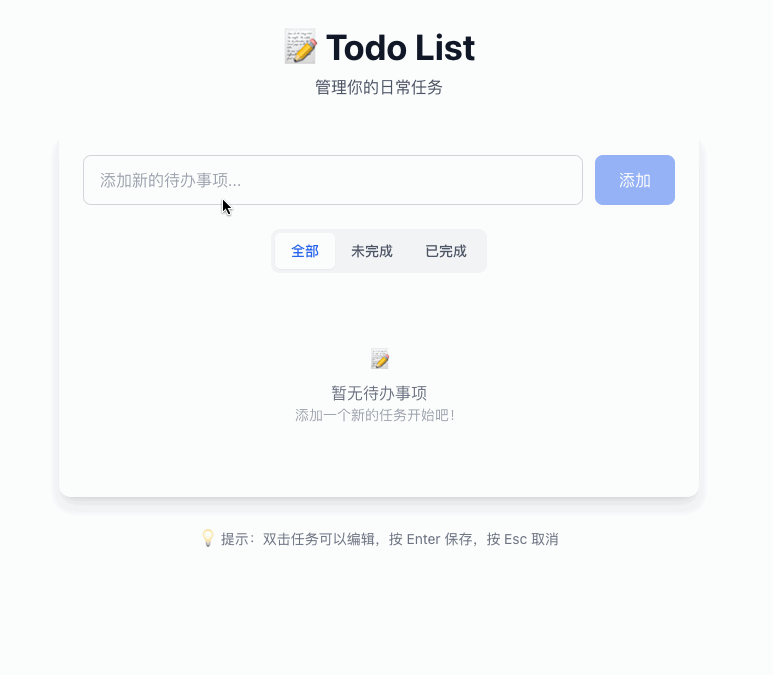 📝 Todo List
管理你的日常任务
添加新的待办事项...
添加
全部 未完成 已完成
📝
暂无待办事项
添加一个新的任务开始吧！
💡 提示：双击任务可以编辑，按 Enter 保存，按 Esc 取消